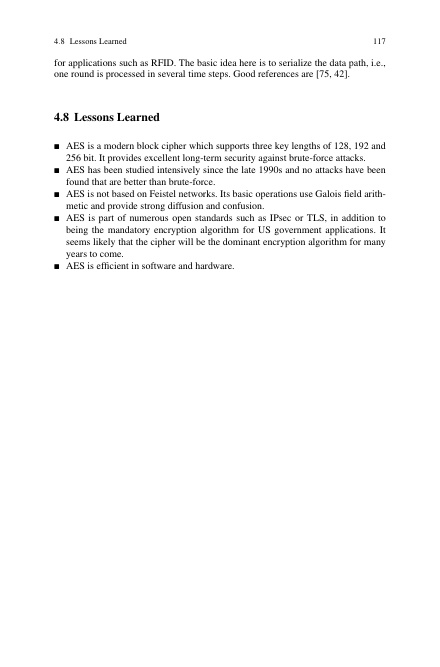 4.8 Lessons Learned 117
for applications such as RFID. The basic idea here is to serialize the data path, i.e.,
one round is processed in several time steps. Good references are [75, 42].
4.8 Lessons Learned
■ AES is a modern block cipher which supports three key lengths of 128, 192 and
256 bit. It provides excellent long-term security against brute-force attacks.
■ AES has been studied intensively since the late 1990s and no attacks have been
found that are better than brute-force.
■ AES is not based on Feistel networks. Its basic operations use Galois field arith-
metic and provide strong diffusion and confusion.
■ AES is part of numerous open standards such as IPsec or TLS, in addition to
being the mandatory encryption algorithm for US government applications. It
seems likely that the cipher will be the dominant encryption algorithm for many
years to come.
■ AES is efficient in software and hardware.